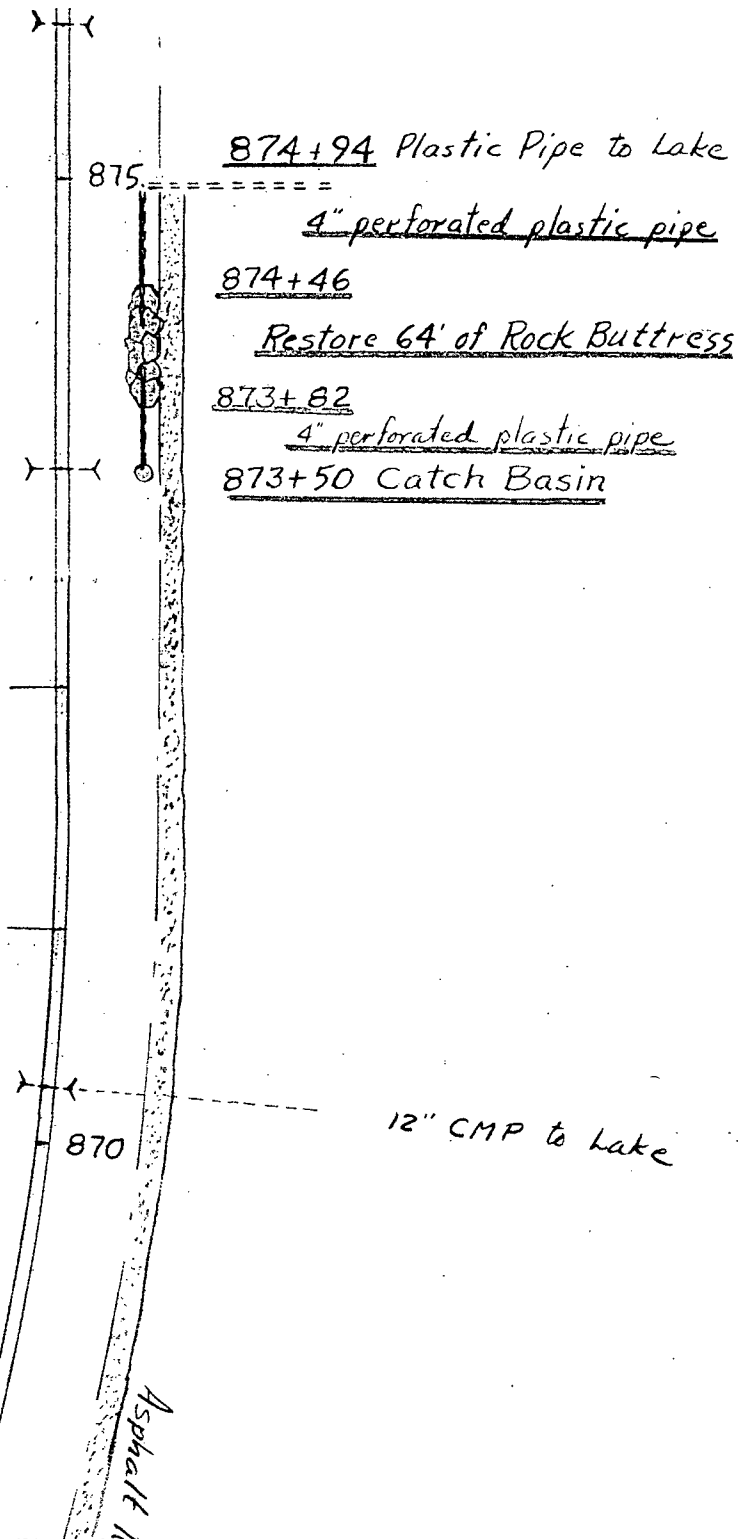 874+94 Plastic Pipe to Lake
875
4" perforated plastic pipe
874+46
Restore 64' of Rock Buttress
873+82
4" perforated plastic pipe
873+50 Catch Basin
12" CMP to Lake
870
Asphalt